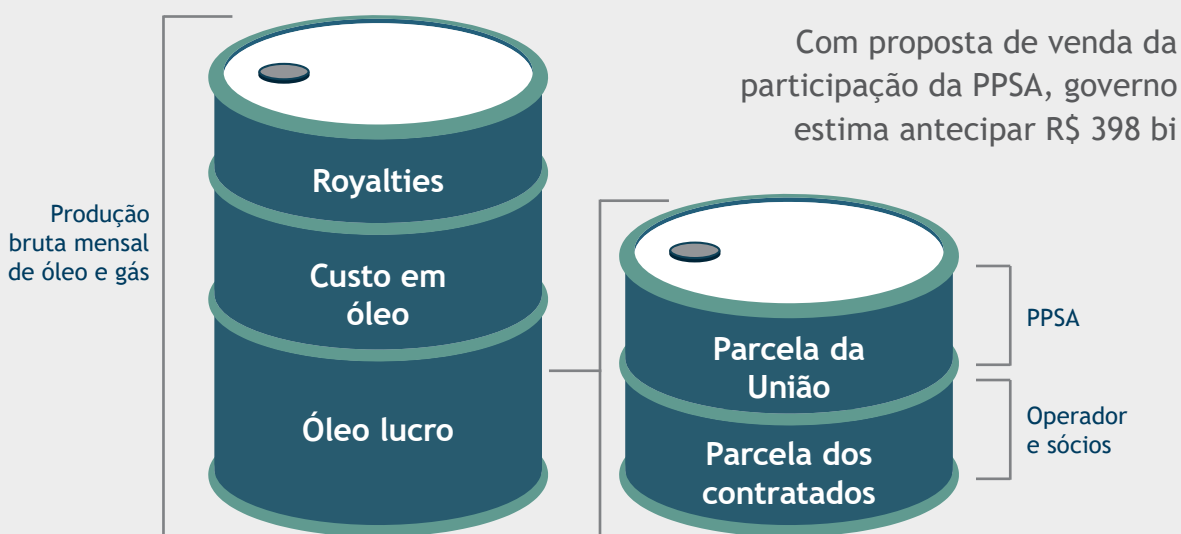 Com proposta de venda da
participação da PPSA, governo
estima antecipar R$ 398 bi
Produção
bruta mensal
de óleo e gás
Royalties
Custo em
óleo
Óleo lucro
Parcela da
União
Parcela dos
contratados
PPSA
Operador
e sócios